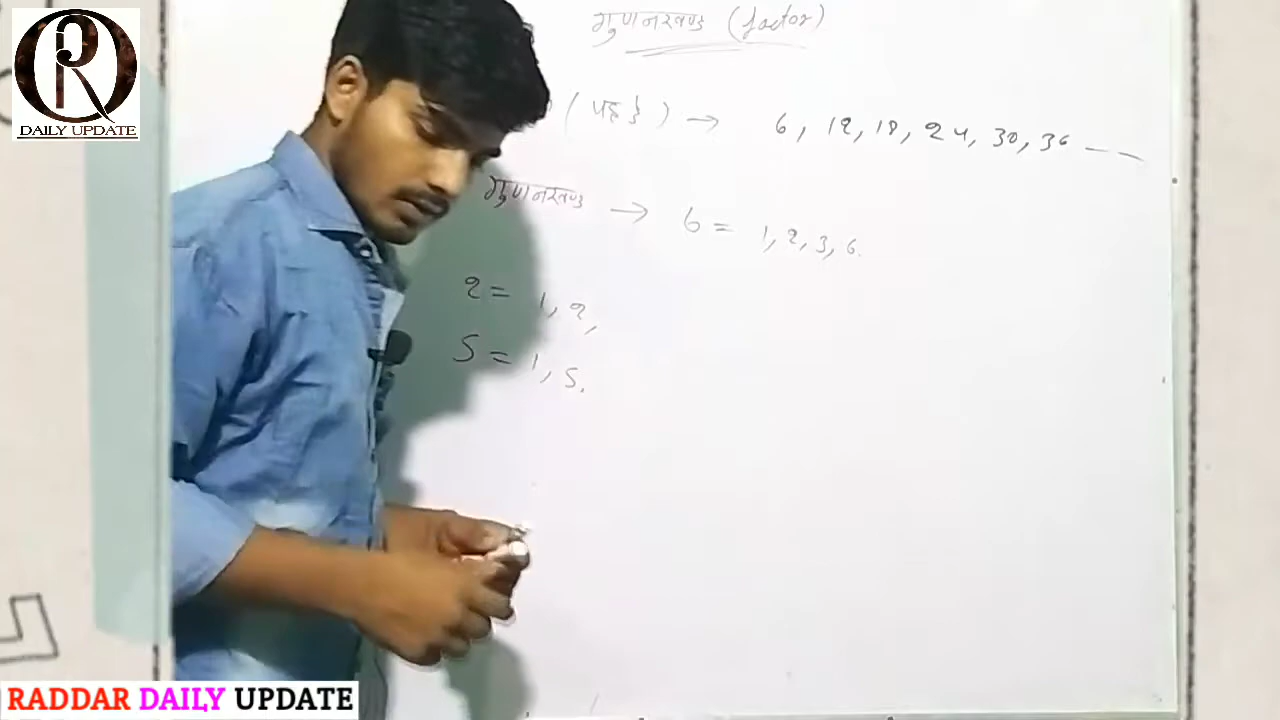 गुणनखण्ड (factor)
(पहाड़े) → 6, 12, 18, 24, 30, 36 _ _
गुणनखण्ड → 6 = 1, 2, 3, 6.
2 = 1, 2,
5 = 1, 5.
R
DAILY UPDATE
RADDAR DAILY UPDATE